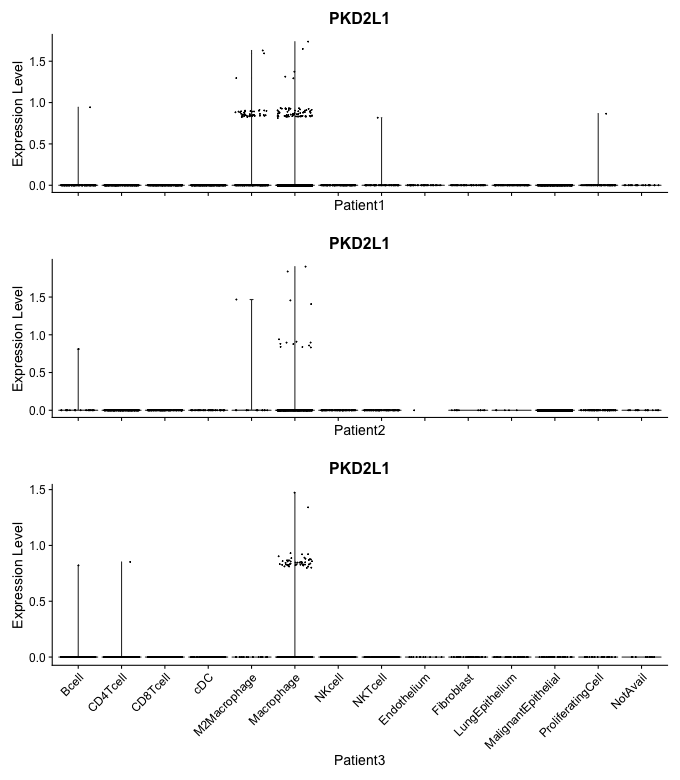 PKD2L1
Expression Level
1.5
1.0
0.5
0.0
Patient1
PKD2L1
Expression Level
1.5
1.0
0.5
0.0
Patient2
PKD2L1
Expression Level
1.5
1.0
0.5
0.0
Bcell
CD4Tcell
CD8Tcell
cDC
M2Macrophage
Macrophage
NKcell
NKTcell
Endothelium
Fibroblast
LungEpithelium
MalignantEpithelial
ProliferatingCell
NotAvail
Patient3